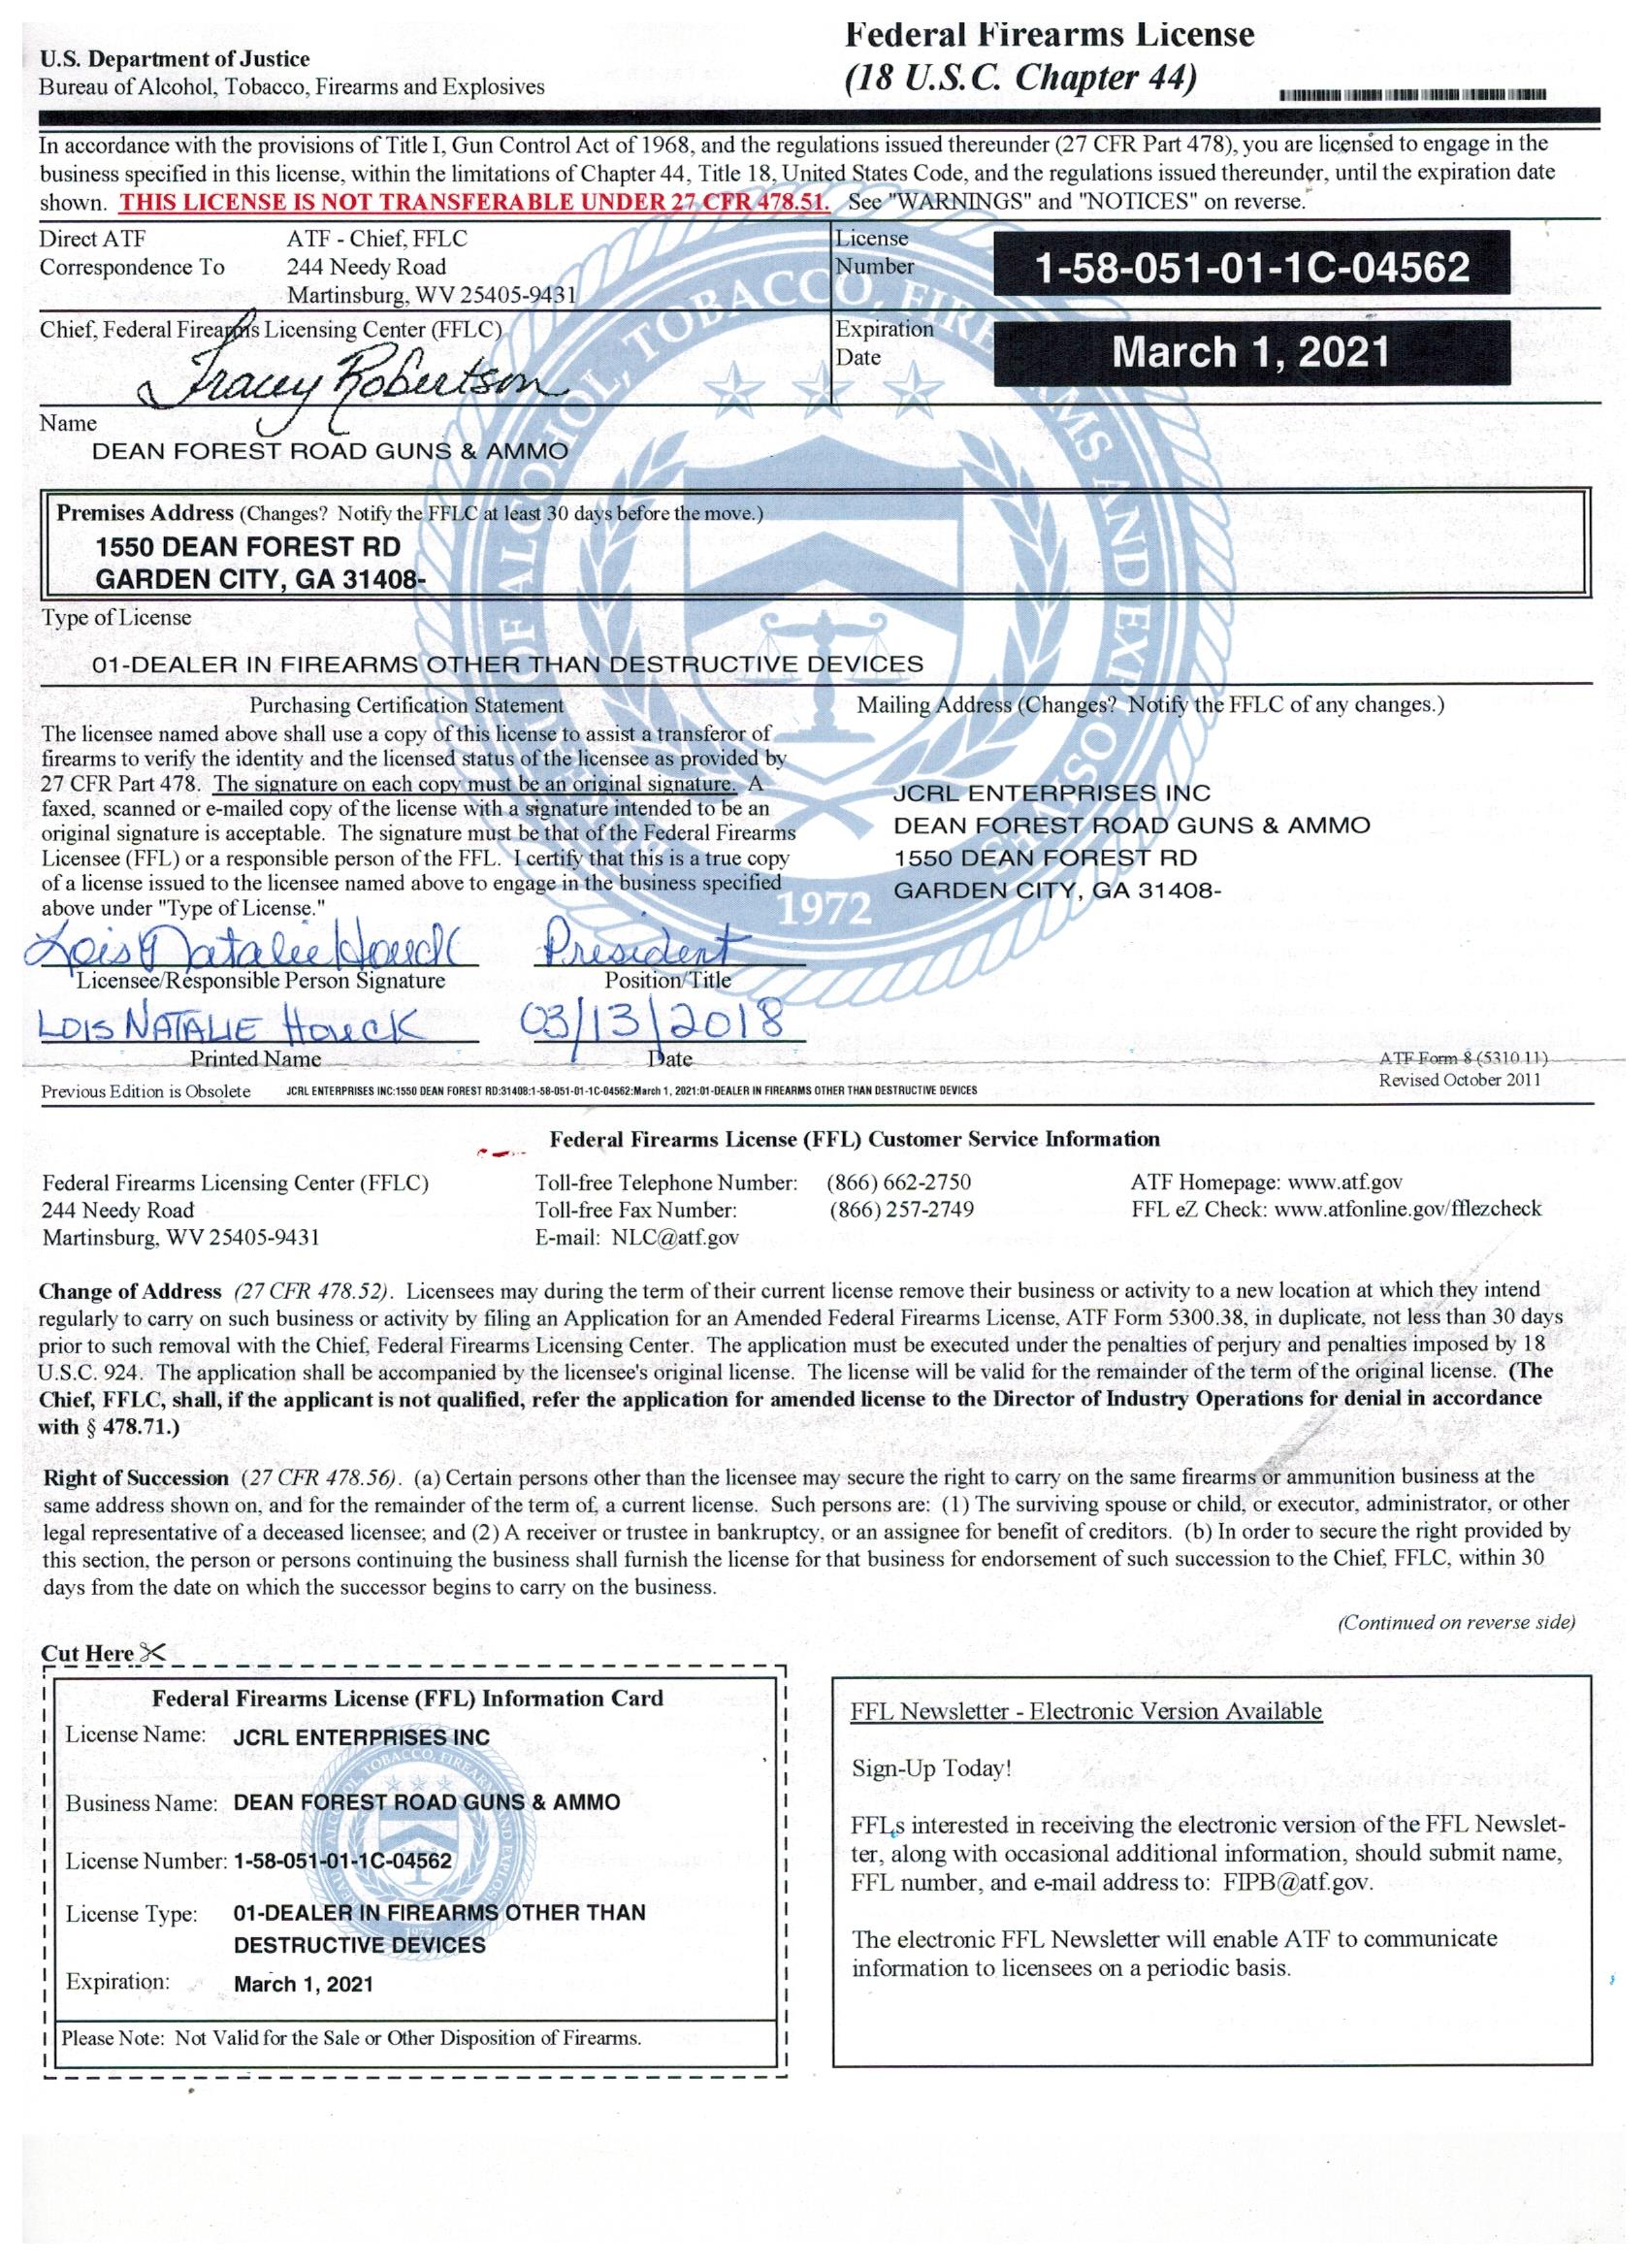 U.S. Department of Justice
Bureau of Alcohol, Tobacco, Firearms and Explosives
Federal Firearms License
(18 U.S.C. Chapter 44)
In accordance with the provisions of Title I, Gun Control Act of 1968, and the regulations issued thereunder (27 CFR Part 478), you are licensed to engage in the
business specified in this license, within the limitations of Chapter 44, Title 18, United States Code, and the regulations issued thereunder, until the expiration date
shown. THIS LICENSE IS NOT TRANSFERABLE UNDER 27 CFR 478.51. See "WARNINGS" and "NOTICES" on reverse.
Direct ATF
Correspondence To
ATF - Chief, FFLC
244 Needy Road
Martinsburg, WV 25405-9431
License
Number
1-58-051-01-1C-04562
Chief, Federal Firearms Licensing Center (FFLC)
Tracey Robertson
Expiration
Date
March 1, 2021
Name
DEAN FOREST ROAD GUNS & AMMO
Premises Address (Changes? Notify the FFLC at least 30 days before the move.)
1550 DEAN FOREST RD
GARDEN CITY, GA 31408-
Type of License
01-DEALER IN FIREARMS OTHER THAN DESTRUCTIVE DEVICES
Purchasing Certification Statement
The licensee named above shall use a copy of this license to assist a transferor of
firearms to verify the identity and the licensed status of the licensee as provided by
27 CFR Part 478. The signature on each copy must be an original signature. A
faxed, scanned or e-mailed copy of the license with a signature intended to be an
original signature is acceptable. The signature must be that of the Federal Firearms
Licensee (FFL) or a responsible person of the FFL. I certify that this is a true copy
of a license issued to the licensee named above to engage in the business specified
above under "Type of License."
Mailing Address (Changes? Notify the FFLC of any changes.)
JCRL ENTERPRISES INC
DEAN FOREST ROAD GUNS & AMMO
1550 DEAN FOREST RD
GARDEN CITY, GA 31408-
1972
Lois Natalie Houck
President
Licensee/Responsible Person Signature
Position/Title
LOIS NATALIE HOUCK
03/13/2018
Printed Name
Date
ATF Form 8 (5310.11)
Revised October 2011
Previous Edition is Obsolete
JCRL ENTERPRISES INC:1550 DEAN FOREST RD:31408:1-58-051-01-1C-04562:March 1, 2021:01-DEALER IN FIREARMS OTHER THAN DESTRUCTIVE DEVICES
Federal Firearms License (FFL) Customer Service Information
Federal Firearms Licensing Center (FFLC)
244 Needy Road
Martinsburg, WV 25405-9431
Toll-free Telephone Number: (866) 662-2750
Toll-free Fax Number: (866) 257-2749
E-mail: NLC@atf.gov
ATF Homepage: www.atf.gov
FFL eZ Check: www.atfonline.gov/fflezcheck
Change of Address (27 CFR 478.52). Licensees may during the term of their current license remove their business or activity to a new location at which they intend
regularly to carry on such business or activity by filing an Application for an Amended Federal Firearms License, ATF Form 5300.38, in duplicate, not less than 30 days
prior to such removal with the Chief, Federal Firearms Licensing Center. The application must be executed under the penalties of perjury and penalties imposed by 18
U.S.C. 924. The application shall be accompanied by the licensee's original license. The license will be valid for the remainder of the term of the original license. (The
Chief, FFLC, shall, if the applicant is not qualified, refer the application for amended license to the Director of Industry Operations for denial in accordance
with § 478.71.)
Right of Succession (27 CFR 478.56). (a) Certain persons other than the licensee may secure the right to carry on the same firearms or ammunition business at the
same address shown on, and for the remainder of the term of, a current license. Such persons are: (1) The surviving spouse or child, or executor, administrator, or other
legal representative of a deceased licensee; and (2) A receiver or trustee in bankruptcy, or an assignee for benefit of creditors. (b) In order to secure the right provided by
this section, the person or persons continuing the business shall furnish the license for that business for endorsement of such succession to the Chief, FFLC, within 30
days from the date on which the successor begins to carry on the business.
(Continued on reverse side)
Cut Here
Federal Firearms License (FFL) Information Card
License Name: JCRL ENTERPRISES INC
Business Name: DEAN FOREST ROAD GUNS & AMMO
License Number: 1-58-051-01-1C-04562
License Type: 01-DEALER IN FIREARMS OTHER THAN
DESTRUCTIVE DEVICES
Expiration: March 1, 2021
Please Note: Not Valid for the Sale or Other Disposition of Firearms.
FFL Newsletter - Electronic Version Available
Sign-Up Today!
FFLs interested in receiving the electronic version of the FFL Newslet-
ter, along with occasional additional information, should submit name,
FFL number, and e-mail address to: FIPB@atf.gov.
The electronic FFL Newsletter will enable ATF to communicate
information to licensees on a periodic basis.